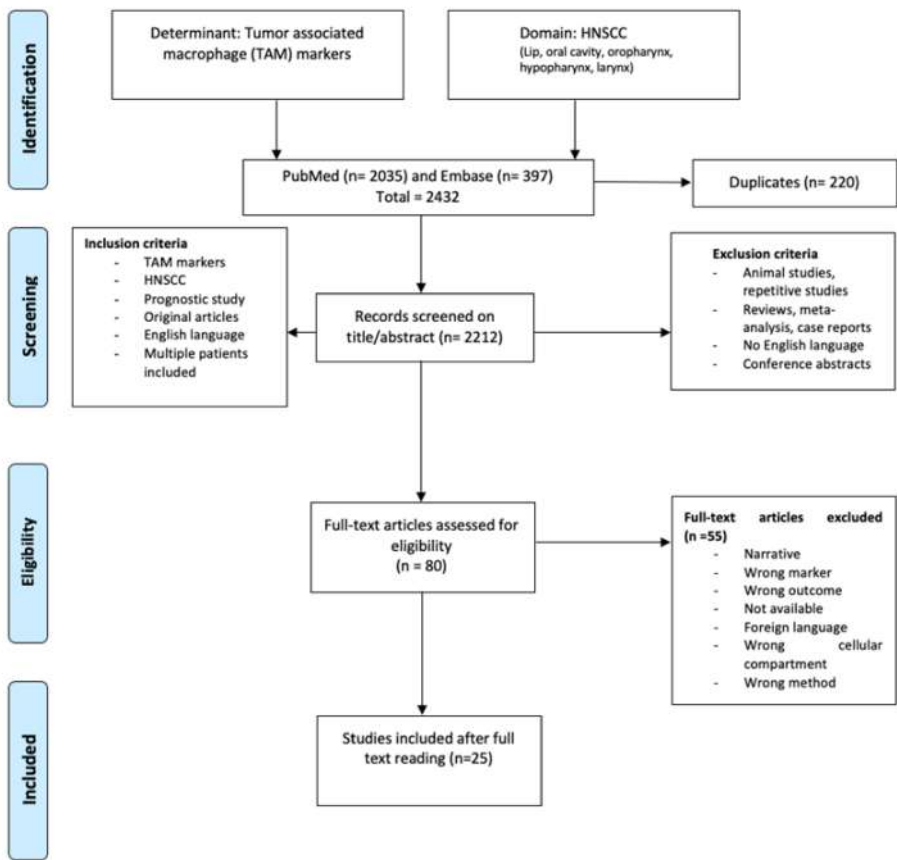 Identification
Determinant: Tumor associated
macrophage (TAM) markers
Domain: HNSCC
(Lip, oral cavity, oropharynx,
hypopharynx, larynx)
PubMed (n= 2035) and Embase (n= 397)
Total = 2432
Duplicates (n= 220)
Screening
Inclusion criteria
- TAM markers
- HNSCC
- Prognostic study
- Original articles
- English language
- Multiple patients
included
Records screened on
title/abstract (n= 2212)
Exclusion criteria
- Animal studies,
repetitive studies
- Reviews, meta-
analysis, case reports
- No English language
- Conference abstracts
Eligibility
Full-text articles assessed for
eligibility
(n = 80)
Full-text articles excluded
(n =55)
- Narrative
- Wrong marker
- Wrong outcome
- Not available
- Foreign language
- Wrong cellular
compartment
- Wrong method
Included
Studies included after full
text reading (n=25)